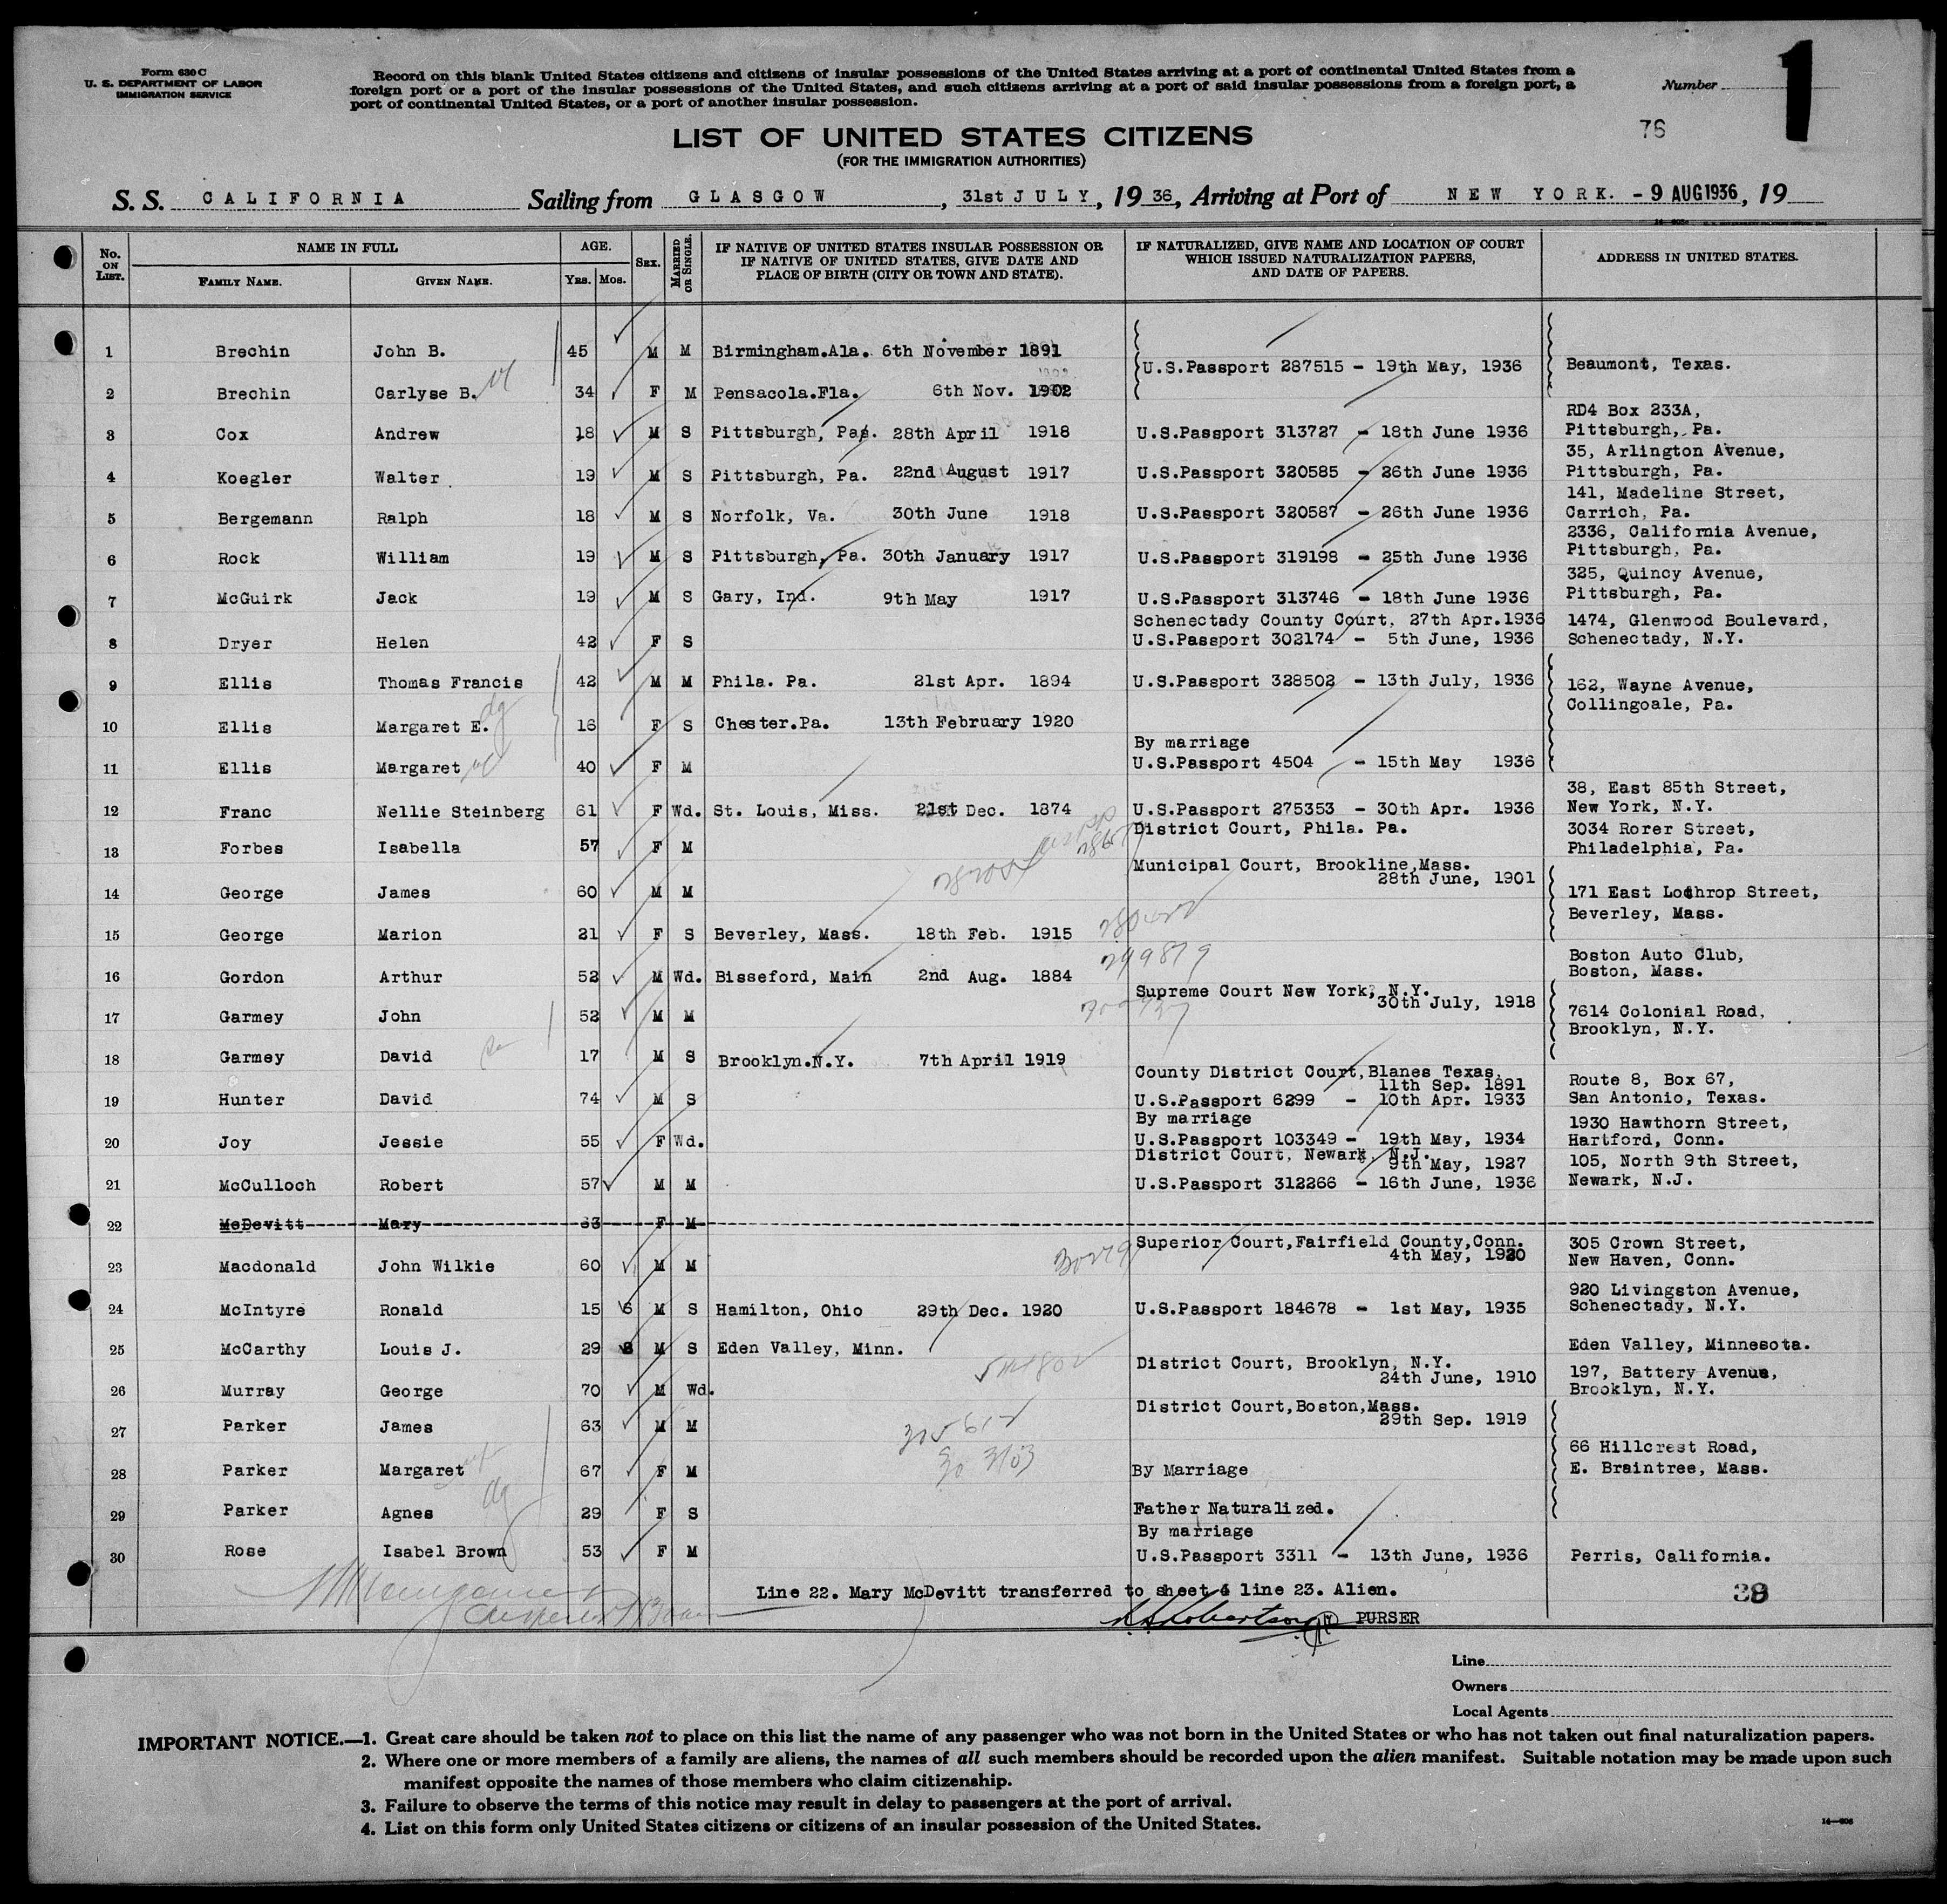 Form 630 C
U. S. DEPARTMENT OF LABOR
IMMIGRATION SERVICE
Record on this blank United States citizens and citizens of insular possessions of the United States arriving at a port of continental United States from a
foreign port or a port of the insular possessions of the United States, and such citizens arriving at a port of said insular possessions from a foreign port, a
port of continental United States, or a port of another insular possession.
Number
1
76
LIST OF UNITED STATES CITIZENS
(FOR THE IMMIGRATION AUTHORITIES)
S. S. CALIFORNIA Sailing from GLASGOW, 31st JULY, 1936, Arriving at Port of NEW YORK. - 9 AUG 1936, 19
No. ON LIST. NAME IN FULL FAMILY NAME. GIVEN NAME. AGE. YRS. MOS. SEX. MARRIED OR SINGLE. IF NATIVE OF UNITED STATES INSULAR POSSESSION OR IF NATIVE OF UNITED STATES, GIVE DATE AND PLACE OF BIRTH (CITY OR TOWN AND STATE). IF NATURALIZED, GIVE NAME AND LOCATION OF COURT WHICH ISSUED NATURALIZATION PAPERS, AND DATE OF PAPERS. ADDRESS IN UNITED STATES.
1 Brechin John B. 45 M M Birmingham.Ala. 6th November 1891
U.S.Passport 287515 - 19th May, 1936 Beaumont, Texas.
2 Brechin Carlyse B. 34 F M Pensacola.Fla. 6th Nov. 1902
RD4 Box 233A,
3 Cox Andrew 18 M S Pittsburgh, Pa. 28th April 1918 U.S.Passport 313727 - 18th June 1936 Pittsburgh, Pa.
35, Arlington Avenue,
4 Koegler Walter 19 M S Pittsburgh, Pa. 22nd August 1917 U.S.Passport 320585 - 26th June 1936 Pittsburgh, Pa.
141, Madeline Street,
5 Bergemann Ralph 18 M S Norfolk, Va. 30th June 1918 U.S.Passport 320587 - 26th June 1936 Carrich, Pa.
2336, California Avenue,
6 Rock William 19 M S Pittsburgh, Pa. 30th January 1917 U.S.Passport 319198 - 25th June 1936 Pittsburgh, Pa.
325, Quincy Avenue,
7 McGuirk Jack 19 M S Gary, Ind. 9th May 1917 U.S.Passport 313746 - 18th June 1936 Pittsburgh, Pa.
Schenectady County Court, 27th Apr.1936 1474, Glenwood Boulevard,
8 Dryer Helen 42 F S U.S.Passport 302174 - 5th June, 1936 Schenectady, N.Y.
9 Ellis Thomas Francis 42 M M Phila. Pa. 21st Apr. 1894 U.S.Passport 328502 - 13th July, 1936 162, Wayne Avenue,
Collingoale, Pa.
10 Ellis Margaret E. 16 F S Chester.Pa. 13th February 1920
By marriage
11 Ellis Margaret 40 F M U.S.Passport 4504 - 15th May 1936
38, East 85th Street,
12 Franc Nellie Steinberg 61 F Wd. St. Louis, Miss. 21st Dec. 1874 U.S.Passport 275353 - 30th Apr. 1936 New York, N.Y.
District Court, Phila. Pa. 3034 Rorer Street,
13 Forbes Isabella 57 F M Philadelphia, Pa.
Municipal Court, Brookline,Mass.
28th June, 1901
14 George James 60 M M 171 East Lothrop Street,
Beverley, Mass.
15 George Marion 21 F S Beverley, Mass. 18th Feb. 1915
249879
Boston Auto Club,
16 Gordon Arthur 52 M Wd. Bisseford, Main 2nd Aug. 1884 Boston, Mass.
Supreme Court New York, N.Y.
30th July, 1918
17 Garmey John 52 M M 7614 Colonial Road,
Brooklyn, N.Y.
18 Garmey David 17 M S Brooklyn.N.Y. 7th April 1919
County District Court,Blanes Texas,
11th Sep. 1891 Route 8, Box 67,
19 Hunter David 74 M S U.S.Passport 6299 - 10th Apr. 1933 San Antonio, Texas.
By marriage 1930 Hawthorn Street,
20 Joy Jessie 55 F Wd. U.S.Passport 103349 - 19th May, 1934 Hartford, Conn.
District Court, Newark, N.J.
9th May, 1927 105, North 9th Street,
21 McCulloch Robert 57 M M U.S.Passport 312266 - 16th June, 1936 Newark, N.J.
22 McDevitt Mary 63 F M
Superior Court,Fairfield County,Conn. 305 Crown Street,
4th May, 1920
23 Macdonald John Wilkie 60 M M New Haven, Conn.
920 Livingston Avenue,
24 McIntyre Ronald 15 6 M S Hamilton, Ohio 29th Dec. 1920 U.S.Passport 184678 - 1st May, 1935 Schenectady, N.Y.
25 McCarthy Louis J. 29 8 M S Eden Valley, Minn. Eden Valley, Minnesota.
District Court, Brooklyn, N.Y. 197, Battery Avenue,
24th June, 1910
26 Murray George 70 M Wd. Brooklyn, N.Y.
District Court,Boston,Mass.
29th Sep. 1919
27 Parker James 63 M M
66 Hillcrest Road,
28 Parker Margaret 67 F M By Marriage E. Braintree, Mass.
29 Parker Agnes 29 F S Father Naturalized.
By marriage
30 Rose Isabel Brown 53 F M U.S.Passport 3311 - 13th June, 1936 Perris, California.
Line 22. Mary McDevitt transferred to sheet 4 line 23. Alien.
38
PURSER
Line
Owners
Local Agents
IMPORTANT NOTICE.—1. Great care should be taken not to place on this list the name of any passenger who was not born in the United States or who has not taken out final naturalization papers.
2. Where one or more members of a family are aliens, the names of all such members should be recorded upon the alien manifest. Suitable notation may be made upon such
manifest opposite the names of those members who claim citizenship.
3. Failure to observe the terms of this notice may result in delay to passengers at the port of arrival.
4. List on this form only United States citizens or citizens of an insular possession of the United States.